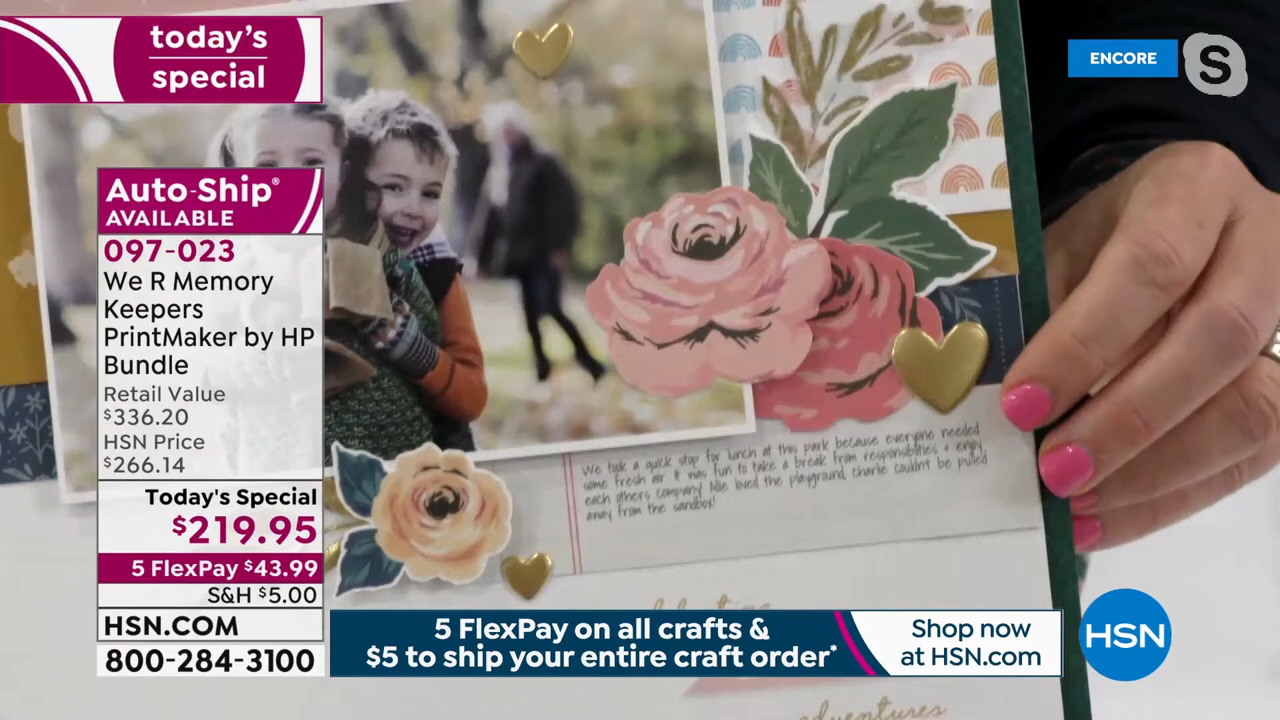 today's
special
ENCORE
S
Auto-Ship®
AVAILABLE
097-023
We R Memory
Keepers
PrintMaker by HP
Bundle
Retail Value
$336.20
HSN Price
$266.14
Today's Special
$219.95
5 FlexPay $43.99
S&H $5.00
HSN.COM
800-284-3100
We took a quick stop for lunch at this park because everyone needed
some fresh air. It was fun to take a break from responsibilities + enjoy
each others company! Allie loved the playground, charlie couldn't be pulled
away from the sandbox!
adventures
5 FlexPay on all crafts &
$5 to ship your entire craft order*
Shop now
at HSN.com
HSN